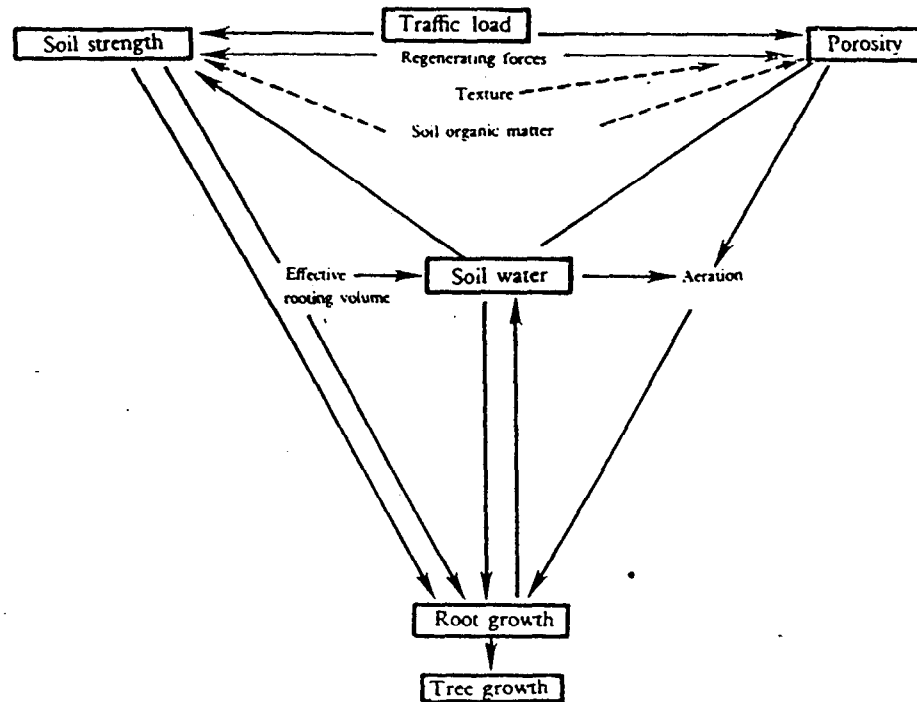 Traffic load
Soil strength
Porosity
Regenerating forces
Texture
Soil organic matter
Effective
rooting volume
Soil water
Aeration
Root growth
Tree growth